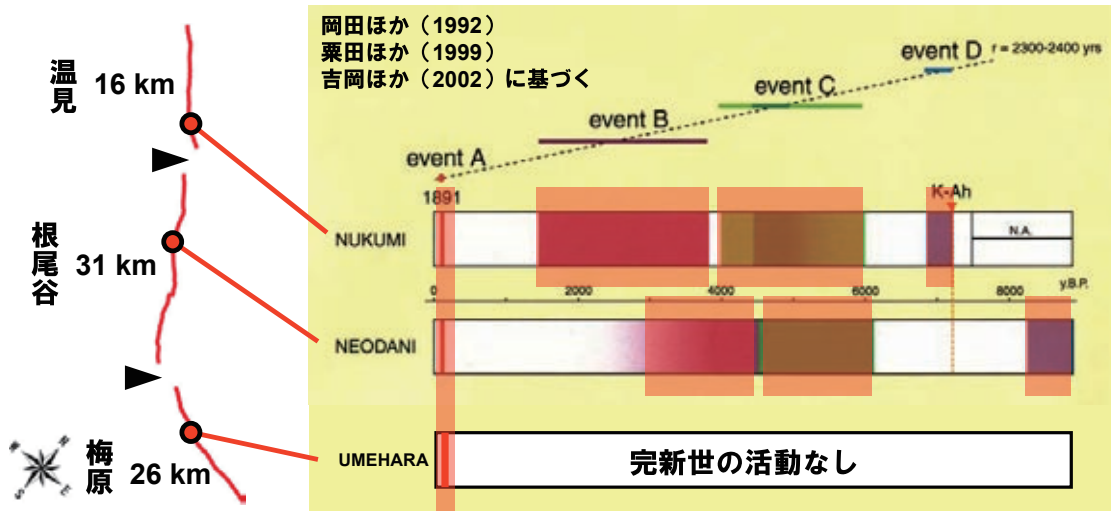 岡田ほか（1992）
粟田ほか（1999）
吉岡ほか（2002）に基づく
event D
r = 2300-2400 yrs
event C
event B
event A
1891
K-Ah
温見
16 km
NUKUMI
N.A.
0
2000
4000
6000
8000
y.B.P.
根尾谷
31 km
NEODANI
梅原
26 km
UMEHARA
完新世の活動なし
N
E
S
W